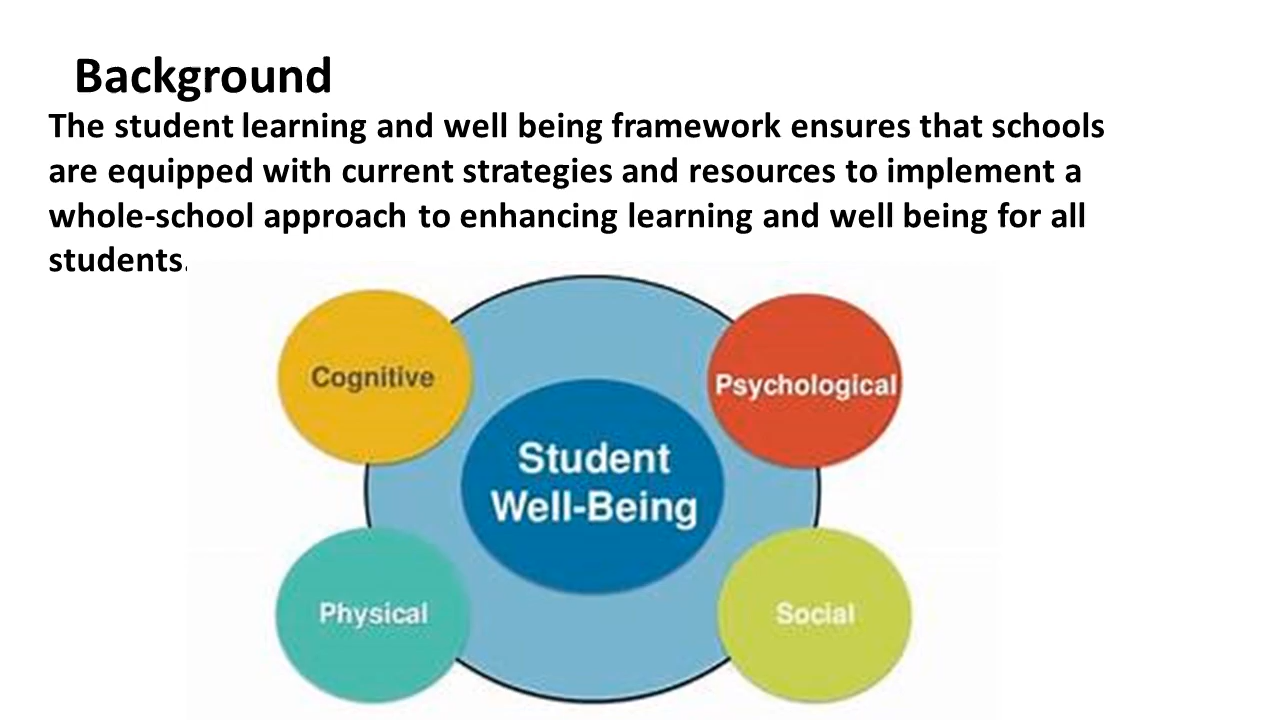 Background
The student learning and well being framework ensures that schools
are equipped with current strategies and resources to implement a
whole-school approach to enhancing learning and well being for all
students.
Cognitive
Psychological
Student
Well-Being
Physical
Social